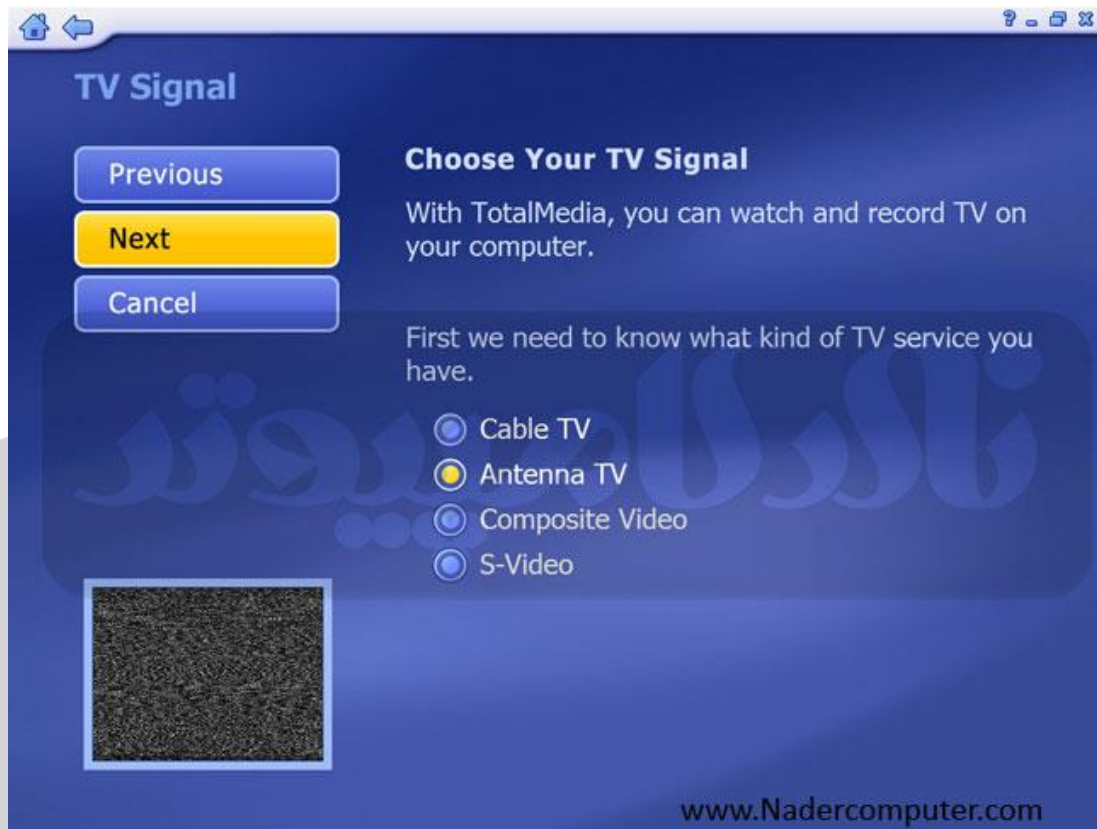 TV Signal
Previous
Next
Cancel
Choose Your TV Signal
With TotalMedia, you can watch and record TV on
your computer.
First we need to know what kind of TV service you
have.
Cable TV
Antenna TV
Composite Video
S-Video
نادرکامپیوتر
www.Nadercomputer.com